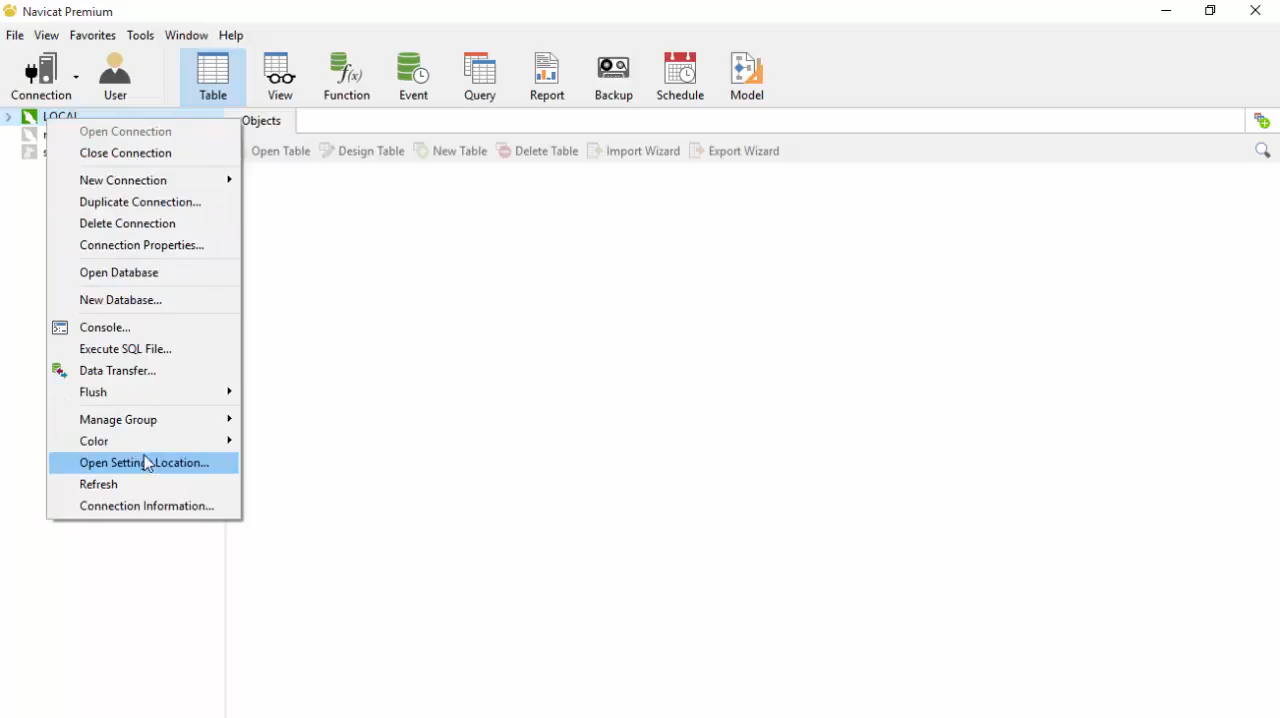 Navicat Premium
File View Favorites Tools Window Help
Connection User Table View Function Event Query Report Backup Schedule Model
LOCAL Objects
Open Table Design Table New Table Delete Table Import Wizard Export Wizard
Open Connection
Close Connection
New Connection
Duplicate Connection...
Delete Connection
Connection Properties...
Open Database
New Database...
Console...
Execute SQL File...
Data Transfer...
Flush
Manage Group
Color
Open Settings Location...
Refresh
Connection Information...